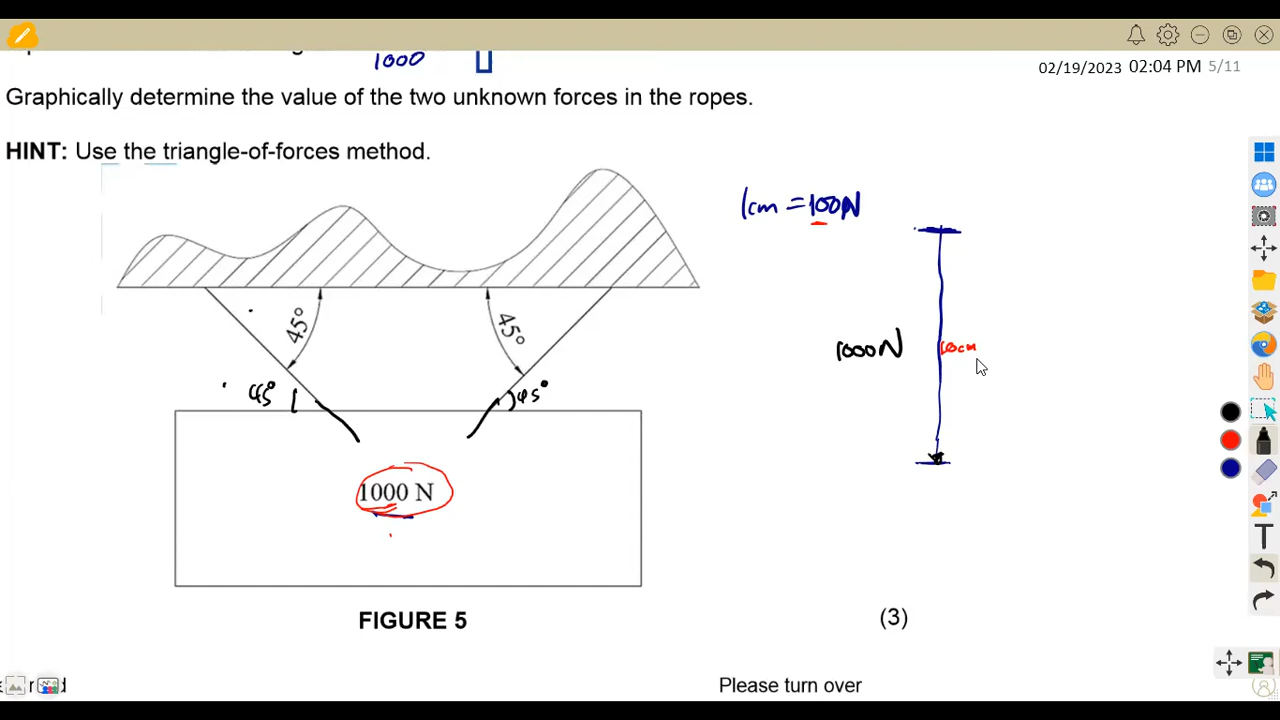 1000
02/19/2023 02:04 PM 5/11
Graphically determine the value of the two unknown forces in the ropes.
HINT: Use the triangle-of-forces method.
1cm = 100N
45° 45°
1000N 10cm
45° 45°
1000 N
FIGURE 5 (3)
Please turn over